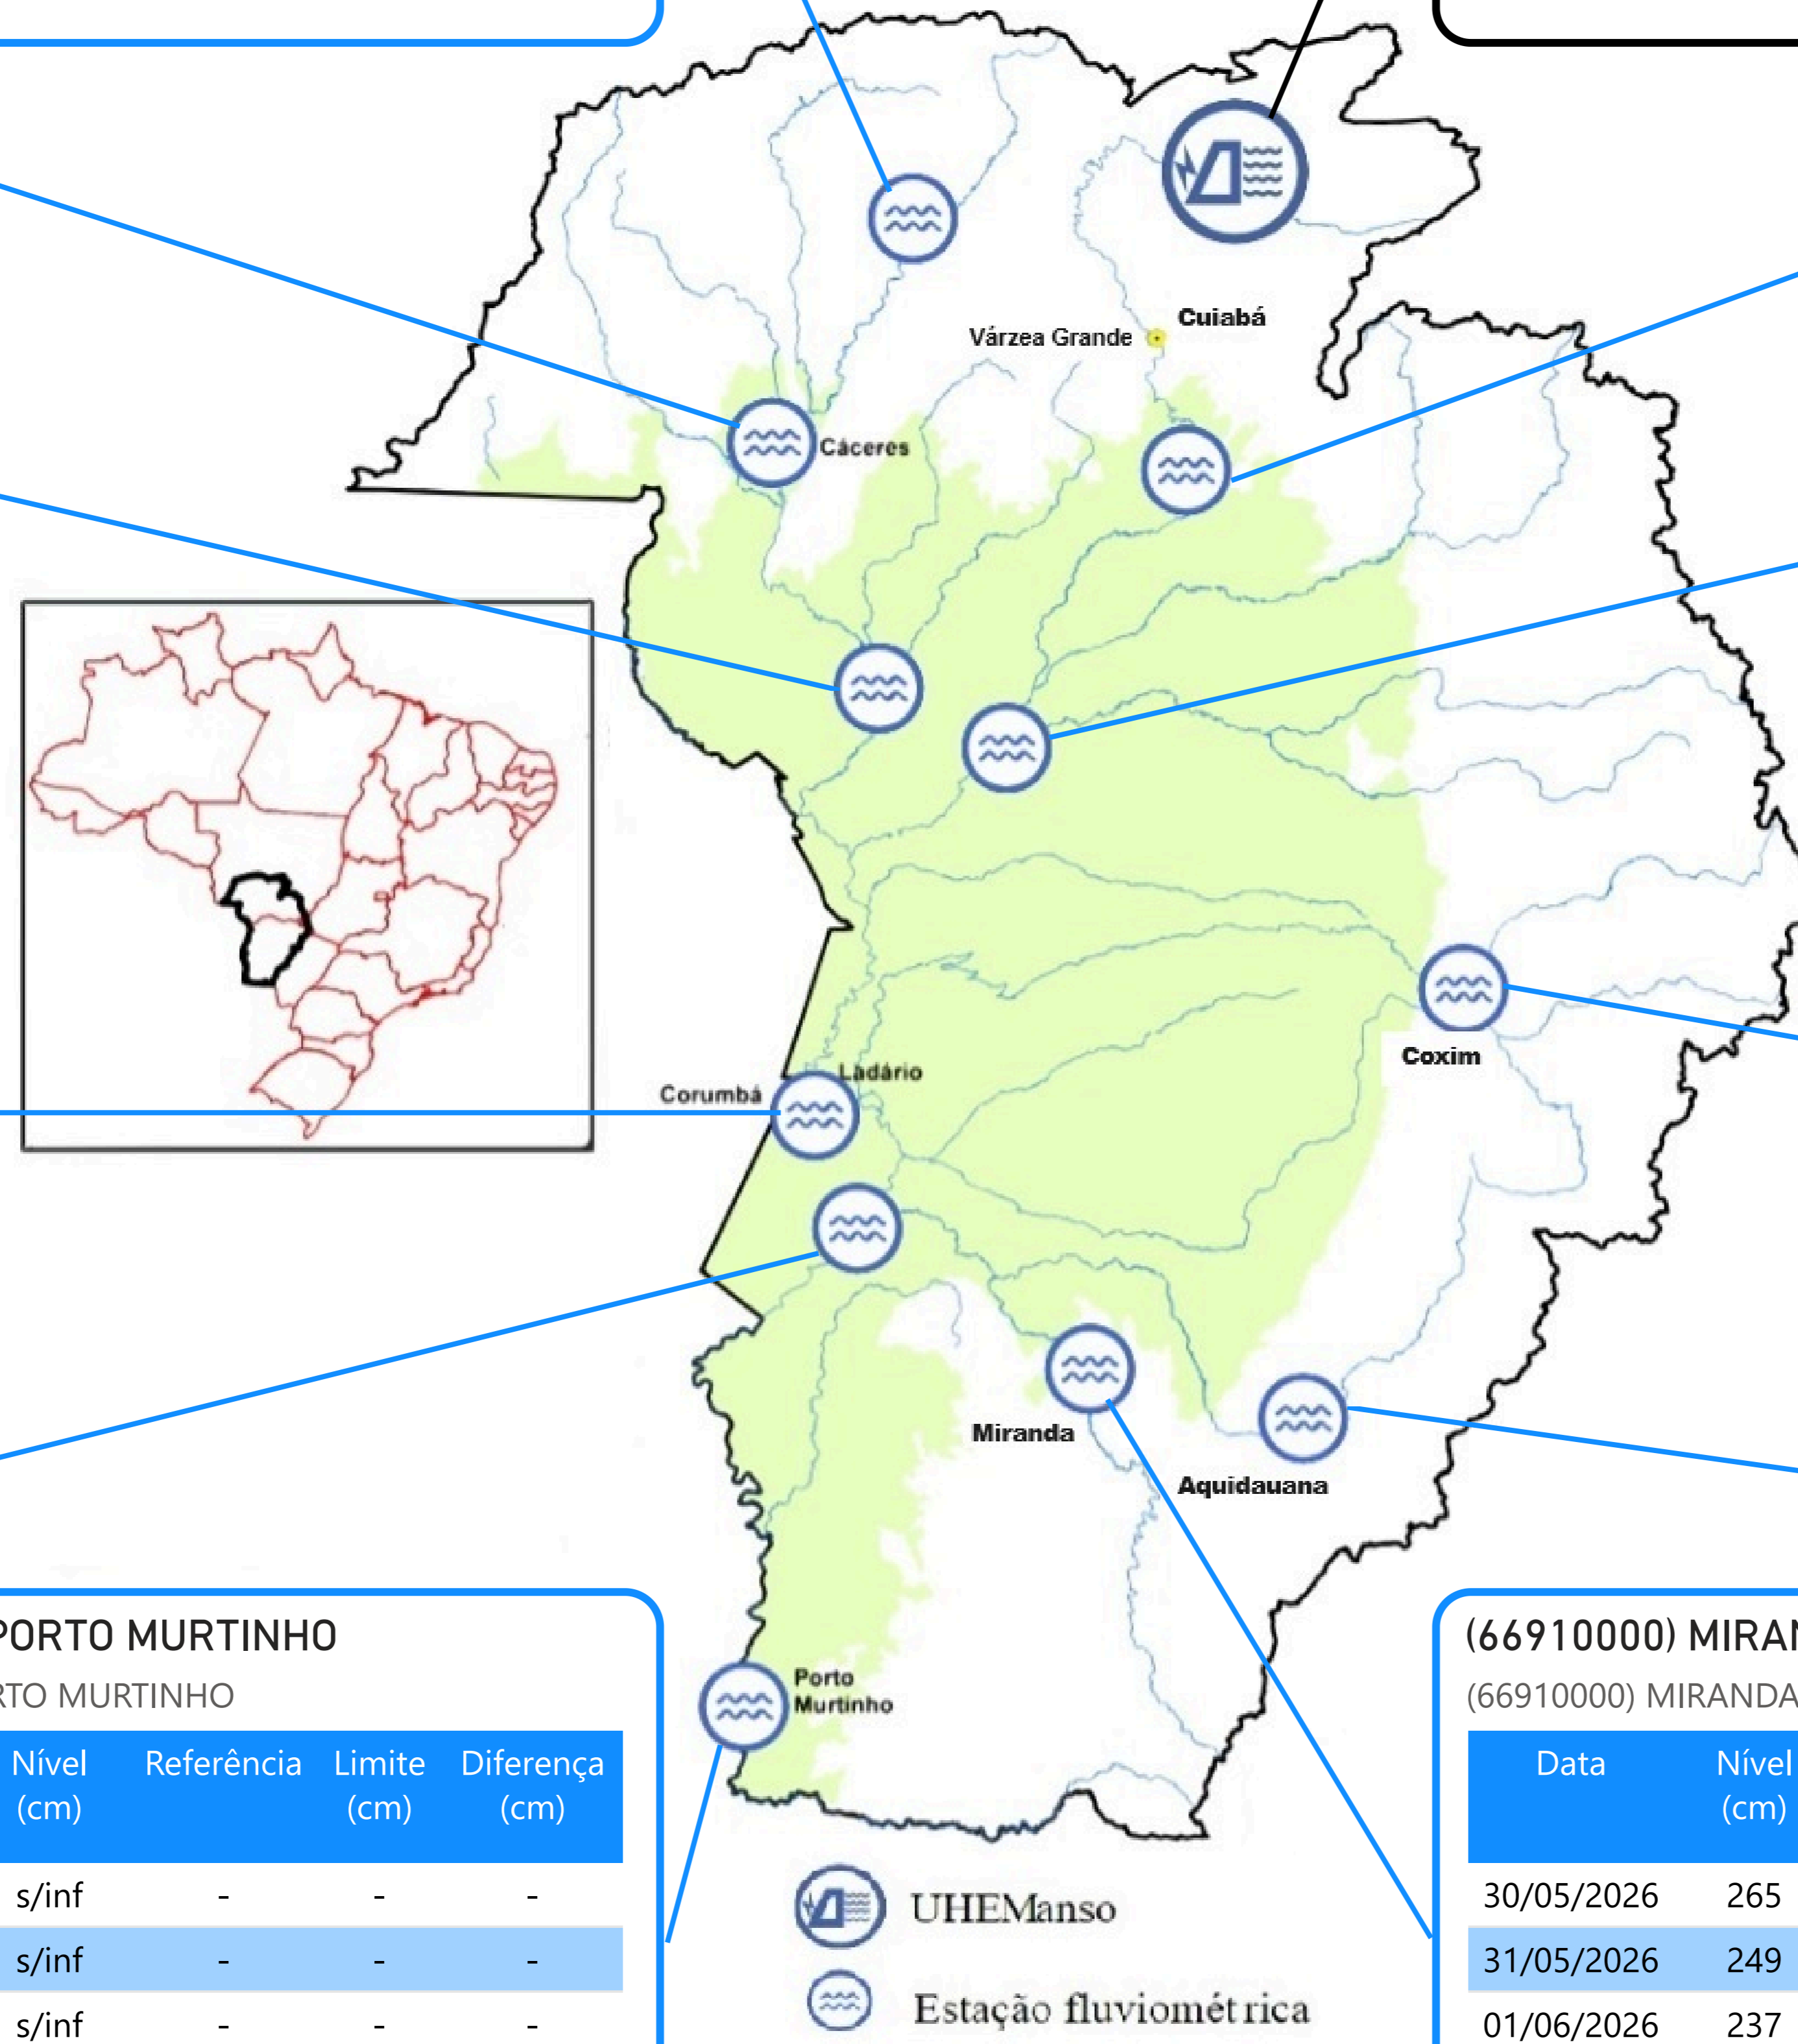 Cuiabá
Várzea Grande
Cáceres
Coxim
Ladário
Corumbá
Miranda
Aquidauana
Porto
Murtinho
PORTO MURTINHO
RTO MURTINHO
Nível Referência Limite Diferença
(cm) (cm) (cm)
s/inf - - -
s/inf - - -
s/inf - - -
UHEManso
Estação fluviométrica
(66910000) MIRAN
(66910000) MIRANDA
Data Nível
(cm)
30/05/2026 265
31/05/2026 249
01/06/2026 237